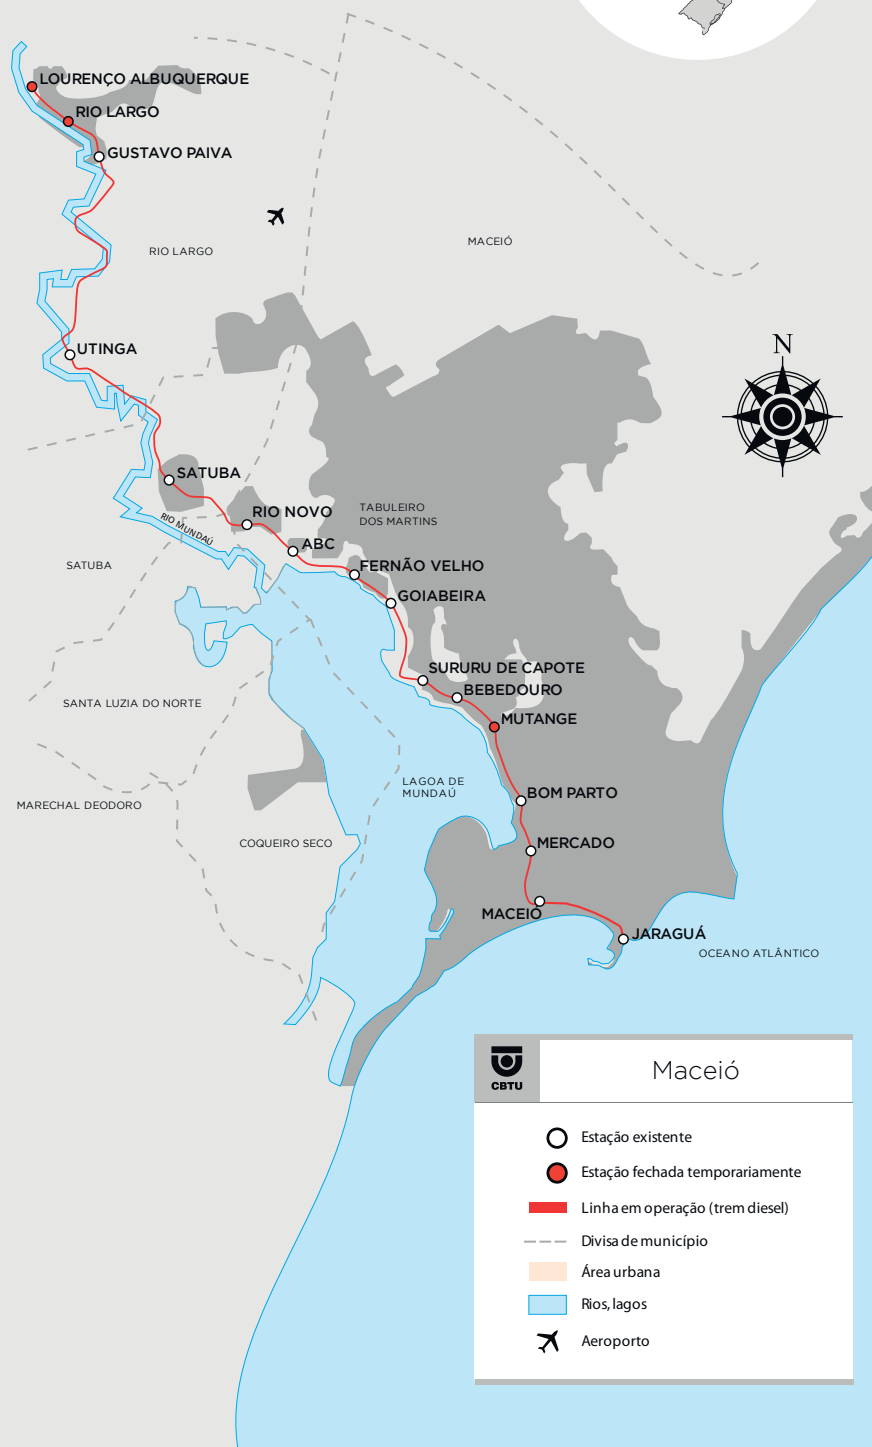 LOURENÇO ALBUQUERQUE
RIO LARGO
GUSTAVO PAIVA
RIO LARGO
MACEIÓ
N
UTINGA
SATUBA
RIO NOVO
TABULEIRO
DOS MARTINS
RIO MUNDAÚ
ABC
SATUBA
FERNÃO VELHO
GOIABEIRA
SURURU DE CAPOTE
BEBEDOURO
SANTA LUZIA DO NORTE
MUTANGE
LAGOA DE
MUNDAÚ
BOM PARTO
MARECHAL DEODORO
COQUEIRO SECO
MERCADO
MACEIÓ
JARAGUÁ
OCEANO ATLÂNTICO
CBTU
Maceió
Estação existente
Estação fechada temporariamente
Linha em operação (trem diesel)
Divisa de município
Área urbana
Rios, lagos
Aeroporto